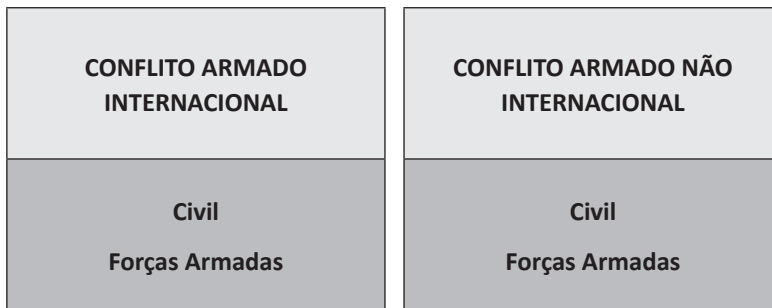 CONFLITO ARMADO
INTERNACIONAL
Civil
Forças Armadas
CONFLITO ARMADO NÃO
INTERNACIONAL
Civil
Forças Armadas